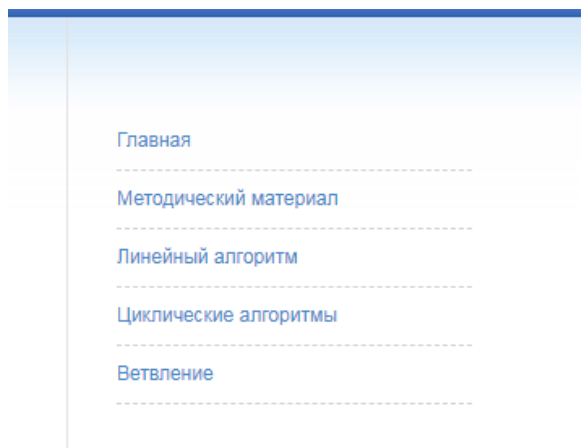 Главная
Методический материал
Линейный алгоритм
Циклические алгоритмы
Ветвление